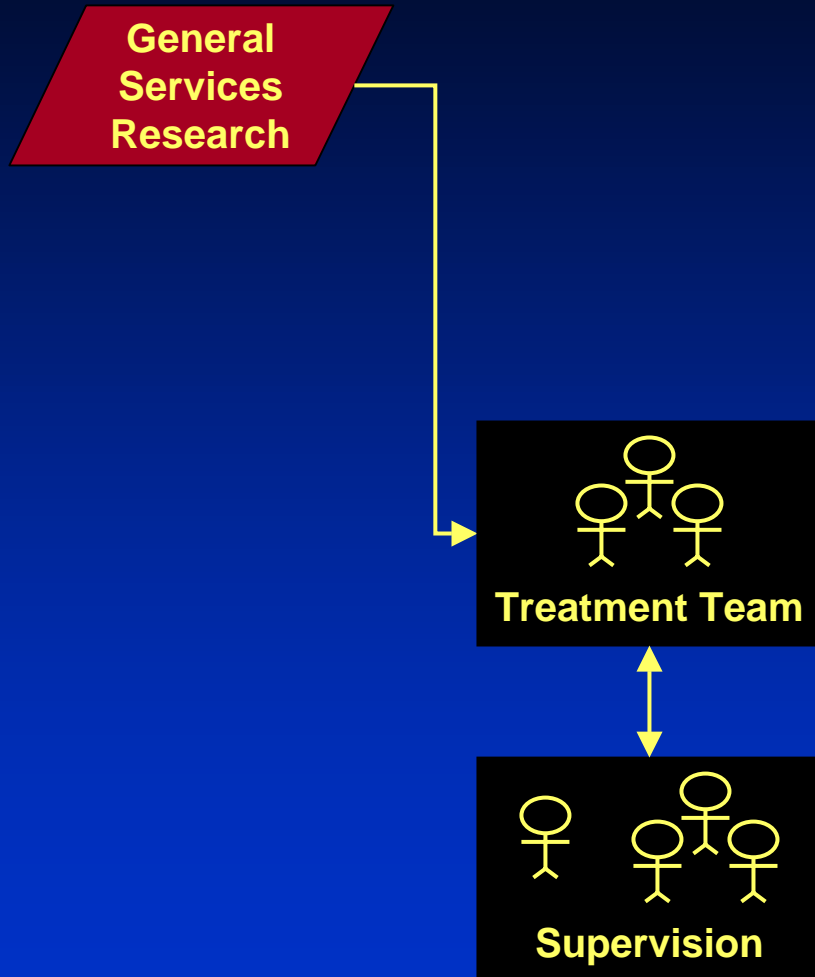 General
Services
Research
Treatment Team
Supervision